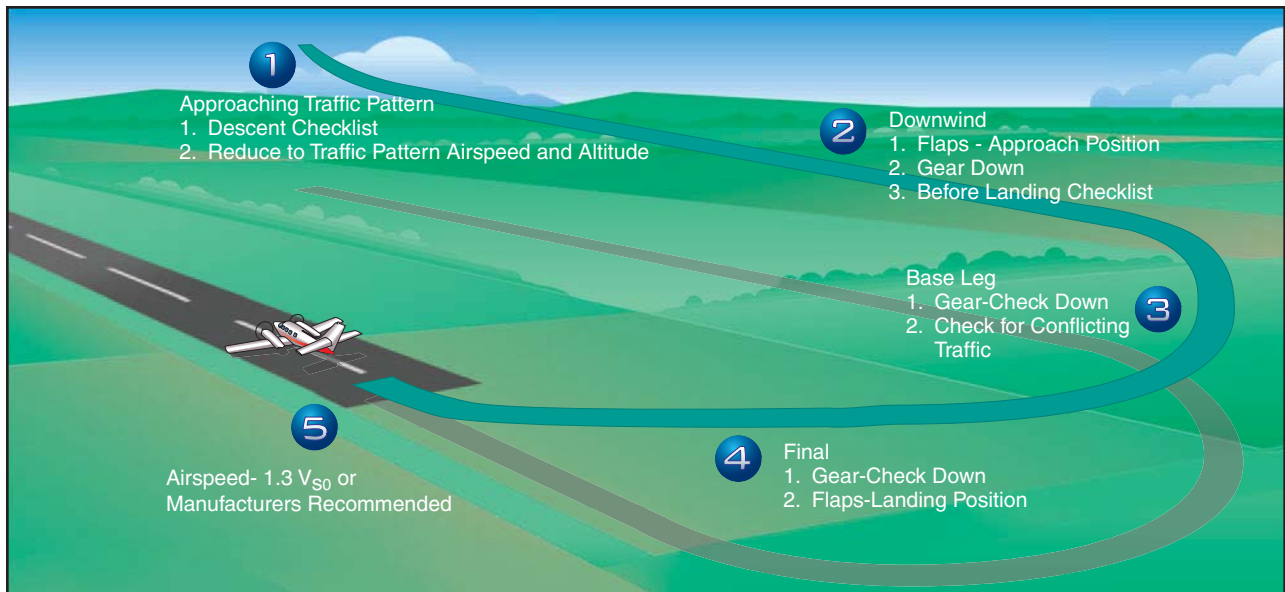 1
Approaching Traffic Pattern
1. Descent Checklist
2. Reduce to Traffic Pattern Airspeed and Altitude
2
Downwind
1. Flaps - Approach Position
2. Gear Down
3. Before Landing Checklist
3
Base Leg
1. Gear-Check Down
2. Check for Conflicting
Traffic
4
Final
1. Gear-Check Down
2. Flaps-Landing Position
5
Airspeed- 1.3 VS0 or
Manufacturers Recommended